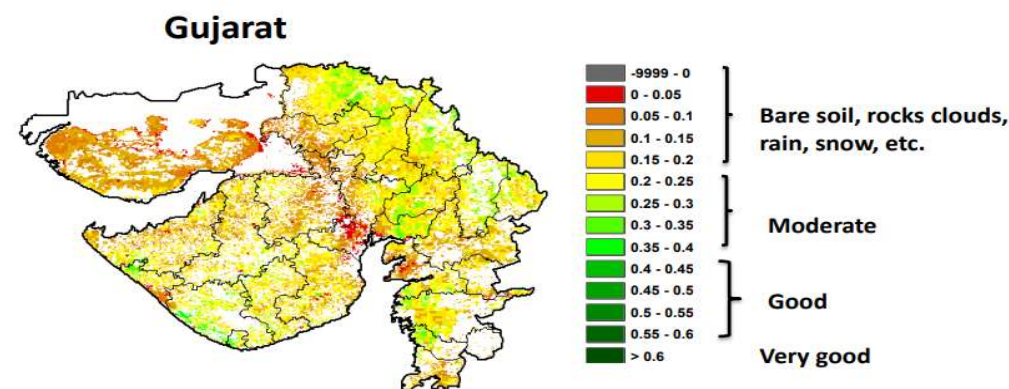 Gujarat
-9999 - 0
0 - 0.05
0.05 - 0.1
0.1 - 0.15
0.15 - 0.2
0.2 - 0.25
0.25 - 0.3
0.3 - 0.35
0.35 - 0.4
0.4 - 0.45
0.45 - 0.5
0.5 - 0.55
0.55 - 0.6
> 0.6
Bare soil, rocks clouds,
rain, snow, etc.
Moderate
Good
Very good